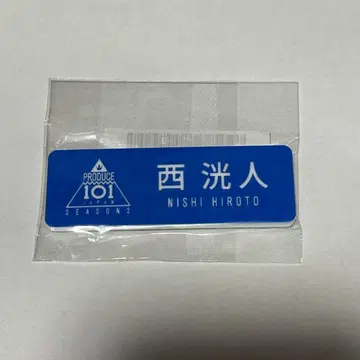 PRODUCE
101
JAPAN
SEASON2
西 洸人
NISHI HIROTO